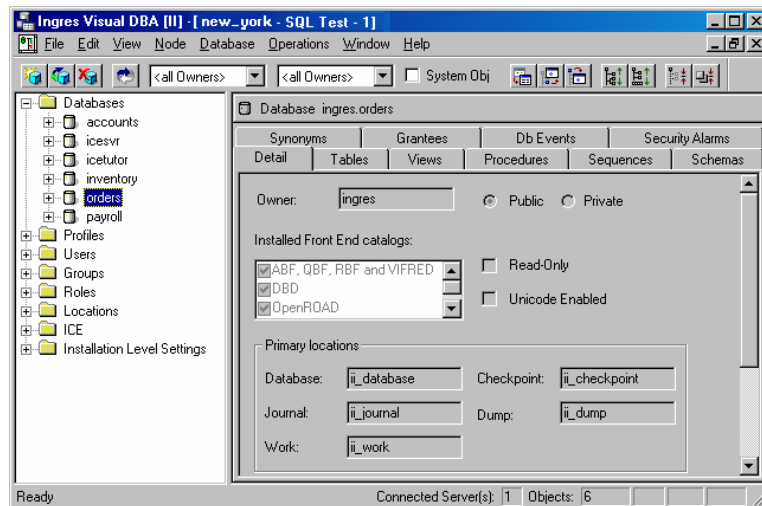 Ingres Visual DBA [II] - [ new_york - SQL Test - 1]
File Edit View Node Database Operations Window Help
<all Owners> <all Owners> System Obj
Databases
accounts
icesvr
icetutor
inventory
orders
payroll
Profiles
Users
Groups
Roles
Locations
ICE
Installation Level Settings
Database ingres.orders
Synonyms Grantees Db Events Security Alarms
Detail Tables Views Procedures Sequences Schemas
Owner: ingres Public Private
Installed Front End catalogs:
ABF, QBF, RBF and VIFRED
DBD
OpenROAD
Read-Only
Unicode Enabled
Primary locations
Database: ii_database Checkpoint: ii_checkpoint
Journal: ii_journal Dump: ii_dump
Work: ii_work
Ready Connected Server(s): 1 Objects: 6